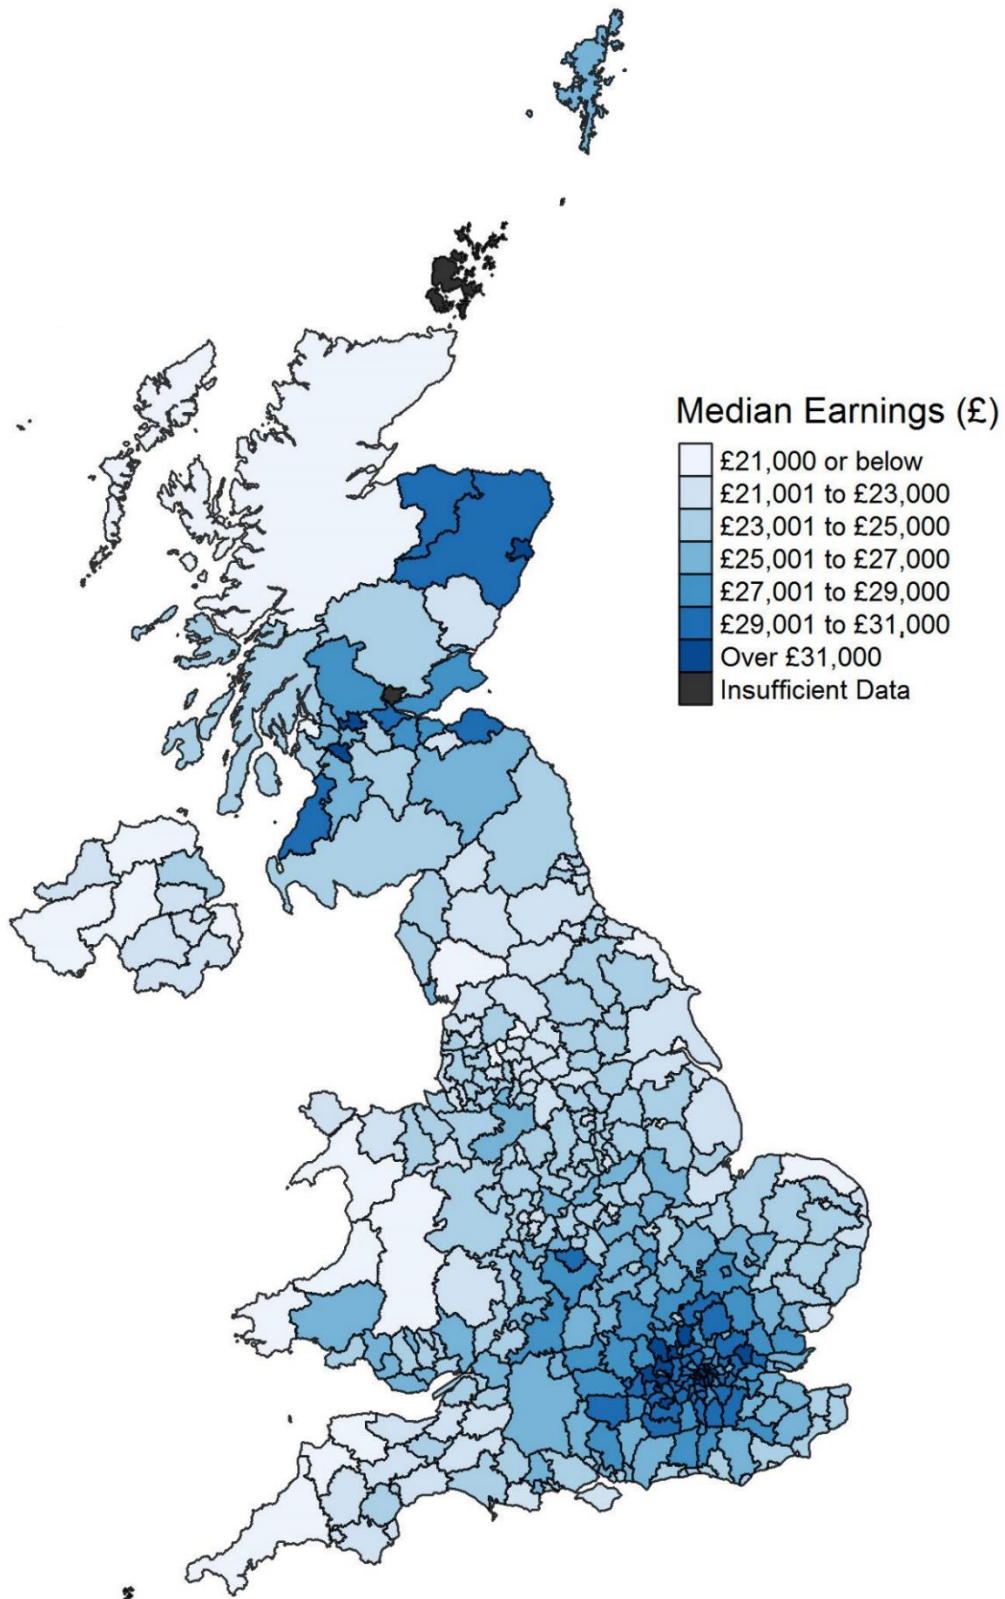 Median Earnings (£)
£21,000 or below
£21,001 to £23,000
£23,001 to £25,000
£25,001 to £27,000
£27,001 to £29,000
£29,001 to £31,000
Over £31,000
Insufficient Data